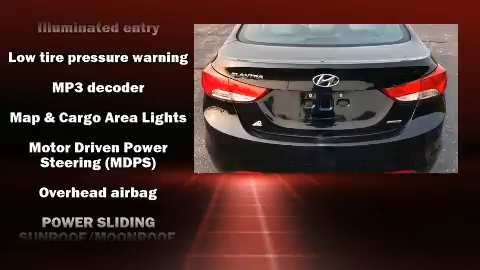 Illuminated entry
Low tire pressure warning
MP3 decoder
Map & Cargo Area Lights
Motor Driven Power
Steering (MDPS)
Overhead airbag
POWER SLIDING
SUNROOF/MOONROOF
ELANTRA